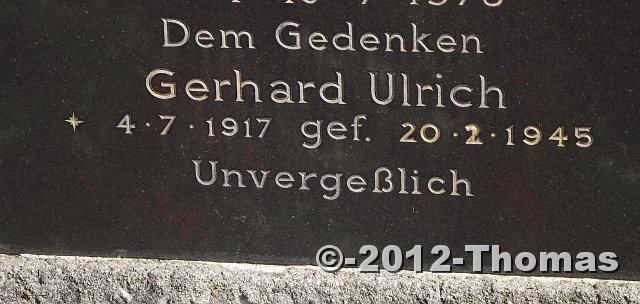 Dem Gedenken
Gerhard Ulrich
* 4·7·1917 gef. 20·2·1945
Unvergeßlich
©-2012-Thomas